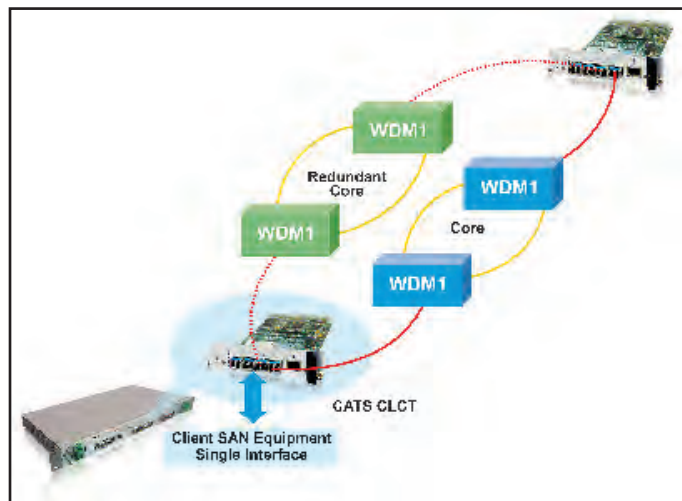 WDM1
Redundant
Core
WDM1
WDM1
Core
WDM1
CATS CLCT
Client SAN Equipment
Single Interface